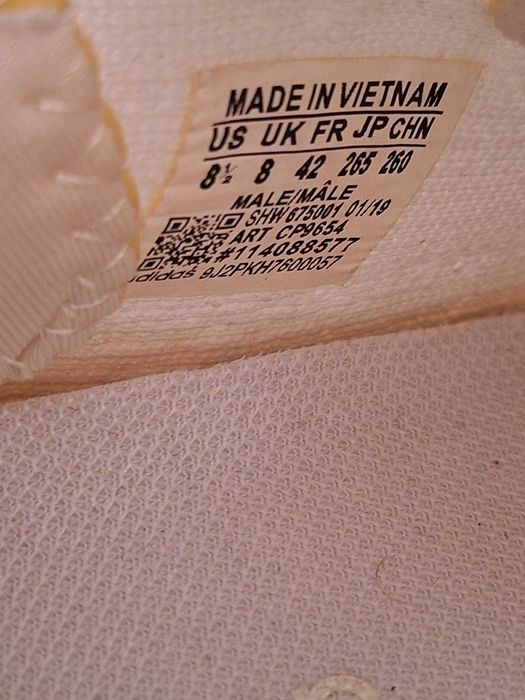 MADE IN VIETNAM
US UK FR JP CHN
8½ 8 42 265 260
MALE/MÂLE
SHW 675001 01/19
ART CP9654
#114088577
adidas 9J2PKH7600057